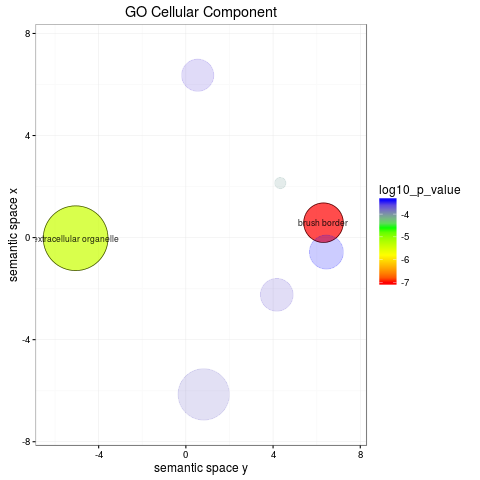 GO Cellular Component
8
4
0
-4
-8
semantic space x
extracellular organelle
brush border
-4
0
4
8
semantic space y
log10_p_value
-4
-5
-6
-7